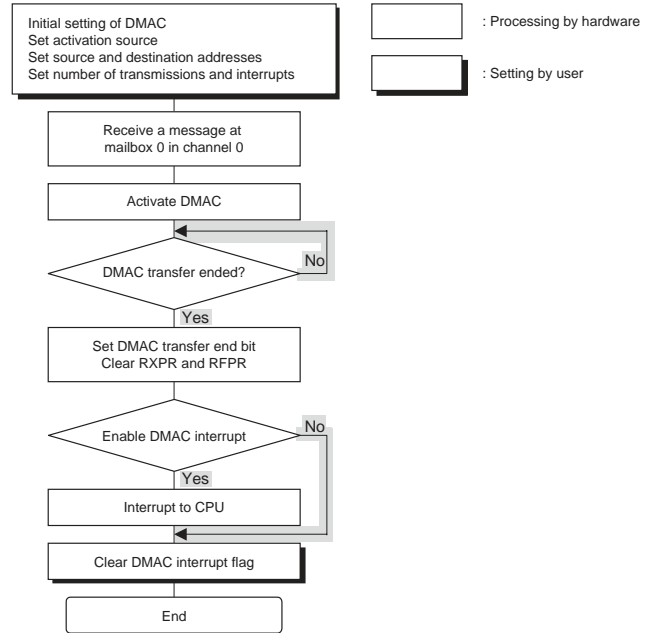 Initial setting of DMAC
Set activation source
Set source and destination addresses
Set number of transmissions and interrupts
: Processing by hardware
: Setting by user
Receive a message at
mailbox 0 in channel 0
Activate DMAC
DMAC transfer ended?
No
Yes
Set DMAC transfer end bit
Clear RXPR and RFPR
Enable DMAC interrupt
No
Yes
Interrupt to CPU
Clear DMAC interrupt flag
End